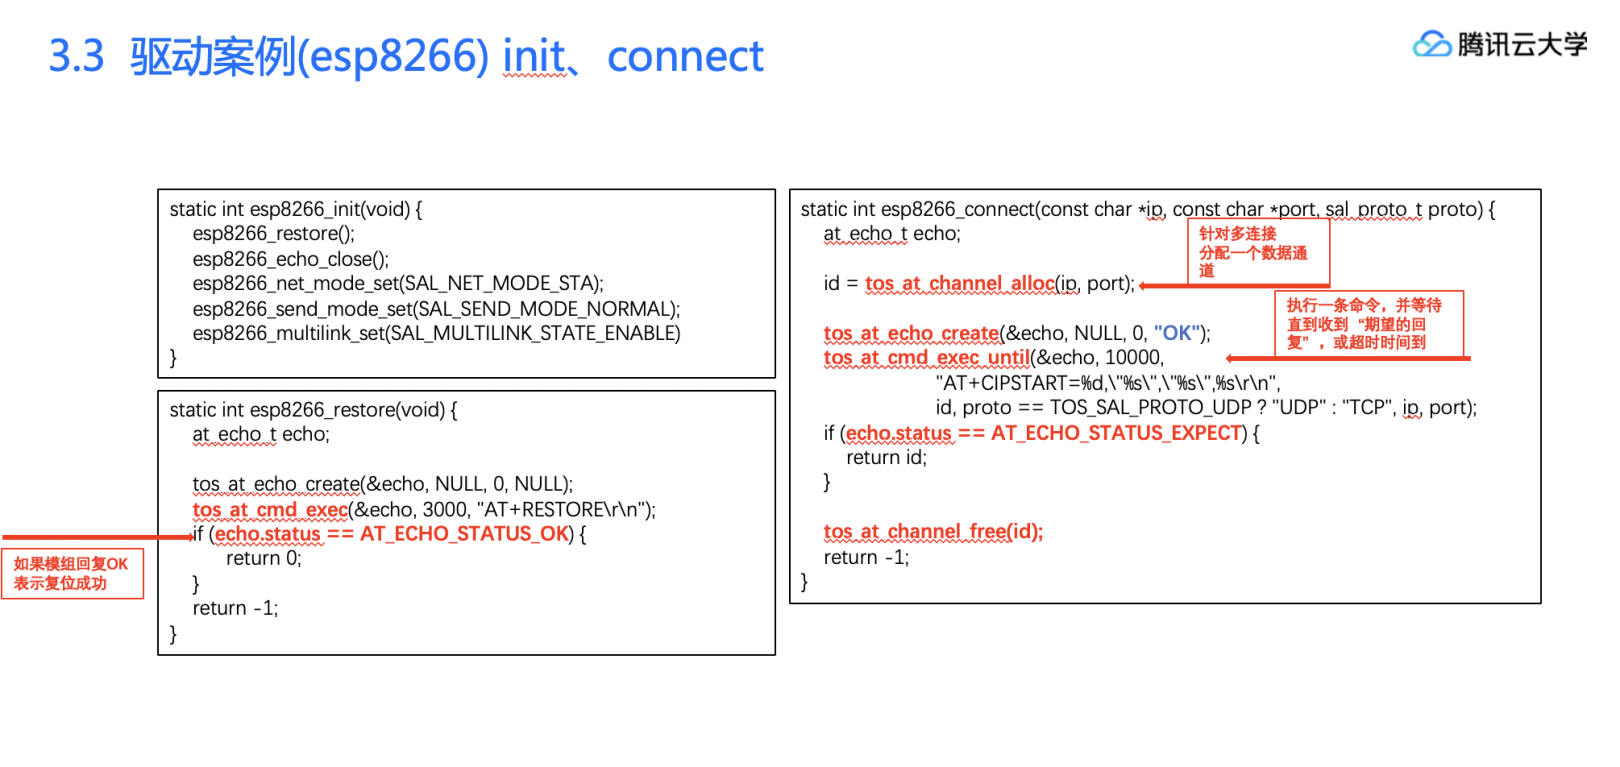 3.3 驱动案例(esp8266) init、connect
腾讯云大学
static int esp8266_init(void) {
esp8266_restore();
esp8266_echo_close();
esp8266_net_mode_set(SAL_NET_MODE_STA);
esp8266_send_mode_set(SAL_SEND_MODE_NORMAL);
esp8266_multilink_set(SAL_MULTILINK_STATE_ENABLE)
}
static int esp8266_restore(void) {
at_echo_t echo;
tos_at_echo_create(&echo, NULL, 0, NULL);
tos_at_cmd_exec(&echo, 3000, "AT+RESTORE\r\n");
if (echo.status == AT_ECHO_STATUS_OK) {
return 0;
}
return -1;
}
如果模组回复OK
表示复位成功
static int esp8266_connect(const char *ip, const char *port, sal_proto_t proto) {
at_echo_t echo;
id = tos_at_channel_alloc(ip, port);
tos_at_echo_create(&echo, NULL, 0, "OK");
tos_at_cmd_exec_until(&echo, 10000,
"AT+CIPSTART=%d,\"%s\",\"%s\",%s\r\n",
id, proto == TOS_SAL_PROTO_UDP ? "UDP" : "TCP", ip, port);
if (echo.status == AT_ECHO_STATUS_EXPECT) {
return id;
}
tos_at_channel_free(id);
return -1;
}
针对多连接
分配一个数据通
道
执行一条命令，并等待
直到收到“期望的回
复”，或超时时间到